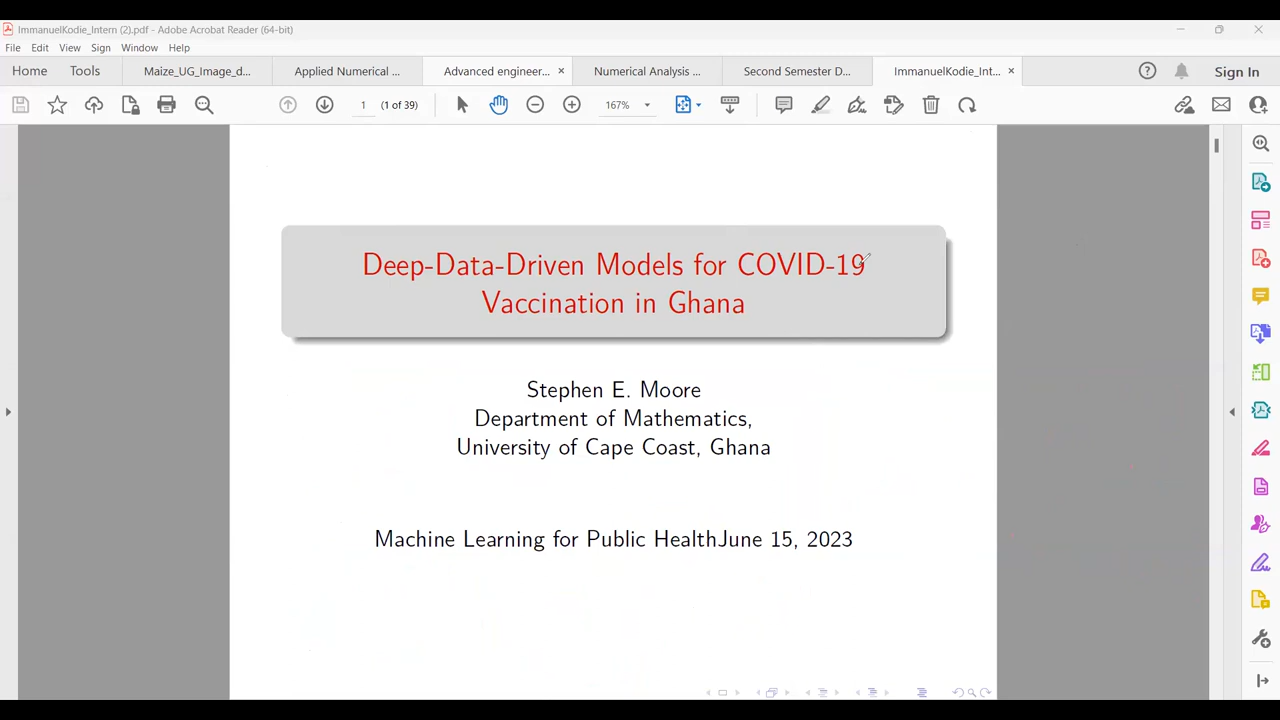 ImmanuelKodie_Intern (2).pdf - Adobe Acrobat Reader (64-bit)
File Edit View Sign Window Help
Home Tools Maize_UG_Image_d... Applied Numerical ... Advanced engineer... Numerical Analysis ... Second Semester D... ImmanuelKodie_Int... Sign In
1 (1 of 39) 167%
Deep-Data-Driven Models for COVID-19
Vaccination in Ghana
Stephen E. Moore
Department of Mathematics,
University of Cape Coast, Ghana
Machine Learning for Public HealthJune 15, 2023